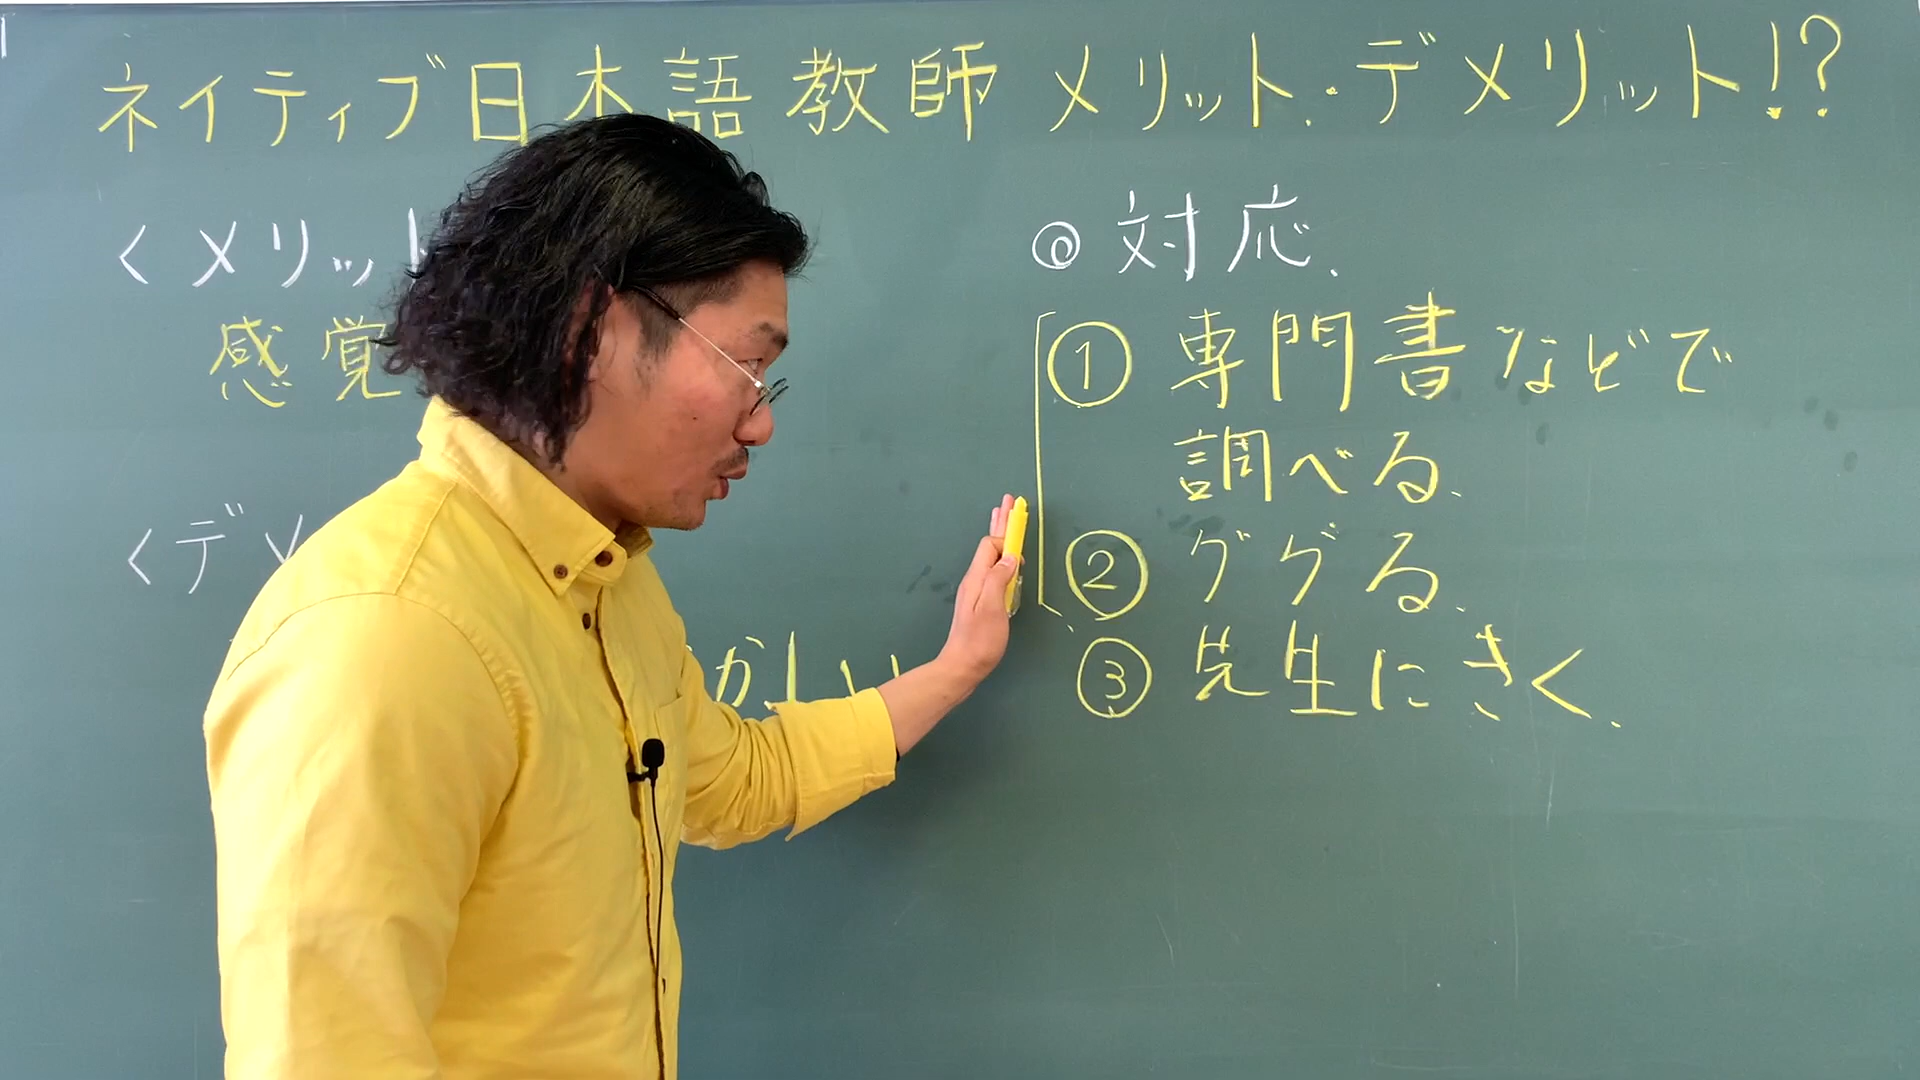 ネイティブ日本語教師 メリット・デメリット!?
<メリット
感覚
<デメ
かしい
◎対応.
① 専門書などで
調べる.
② ググる.
③ 先生にきく.